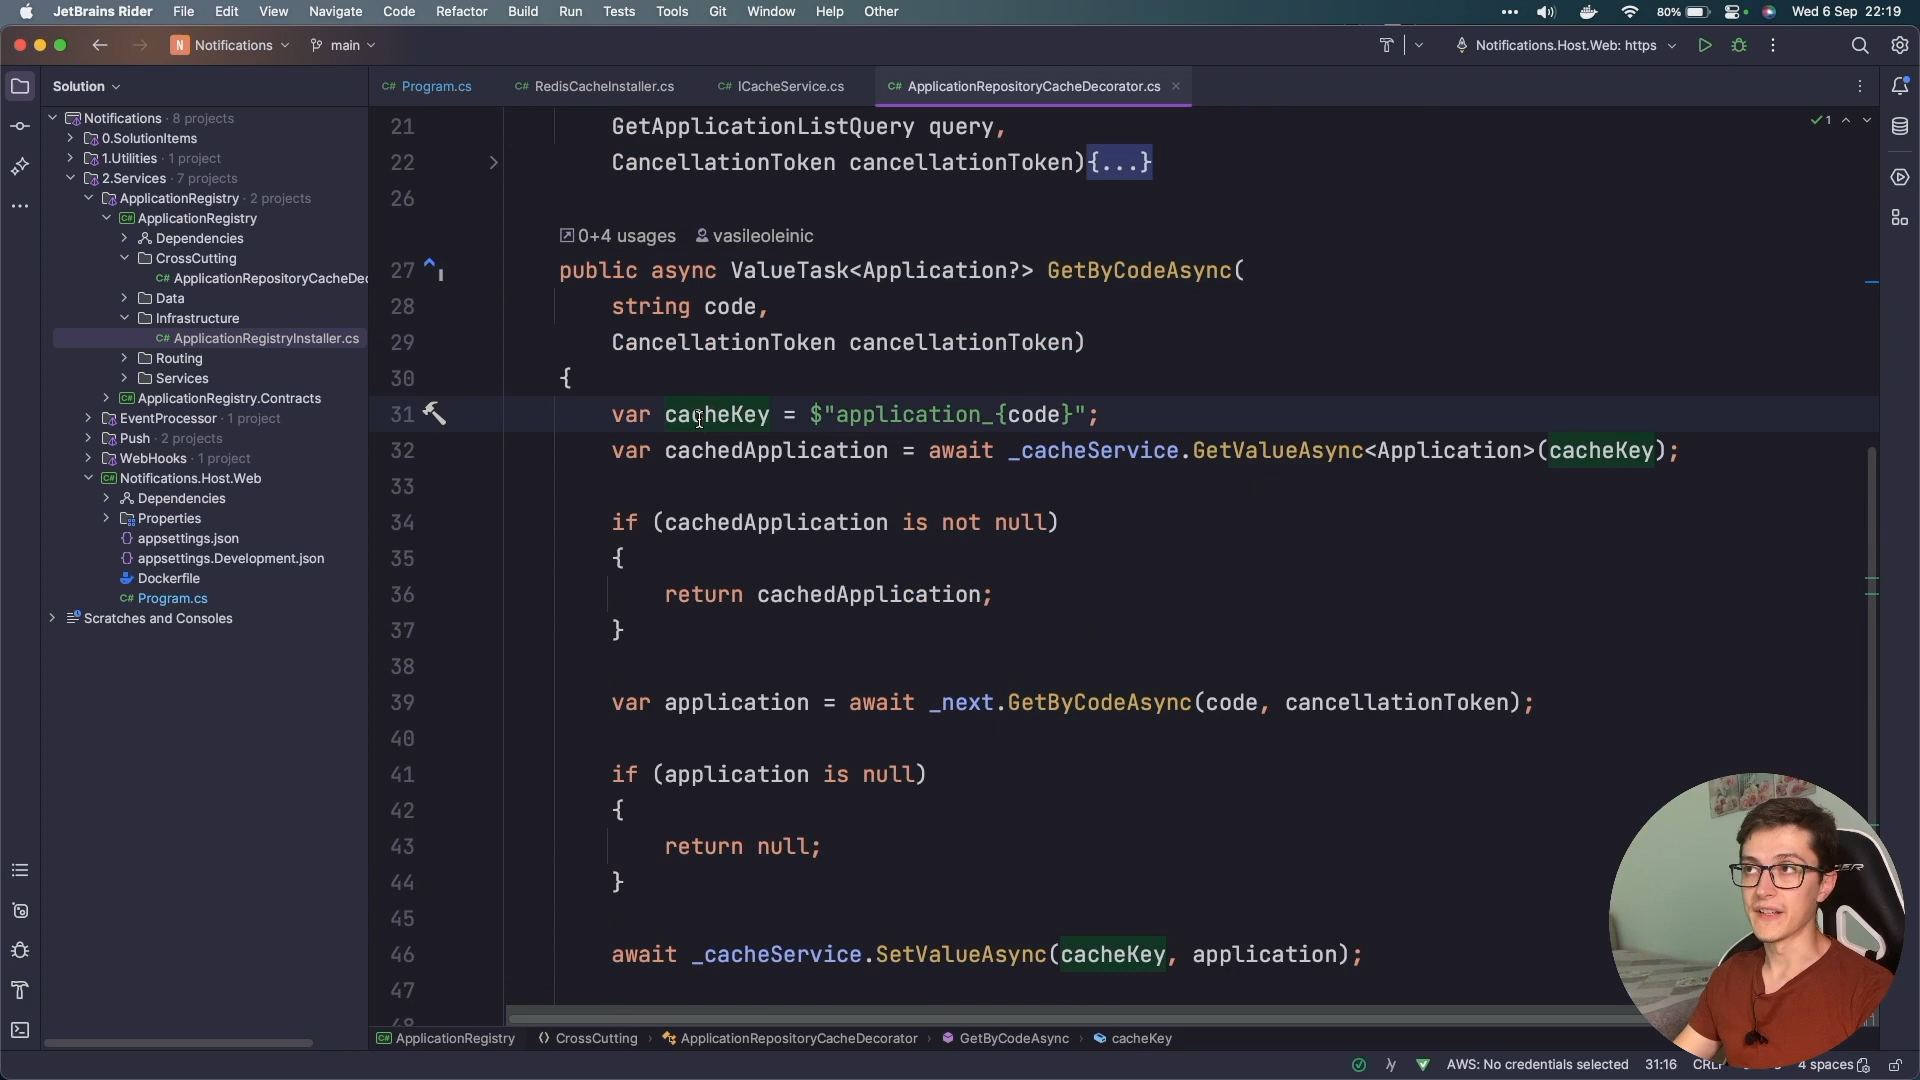 JetBrains Rider File Edit View Navigate Code Refactor Build Run Tests Tools Git Window Help Other 80% Wed 6 Sep 22:19
N Notifications main Notifications.Host.Web: https
Solution
C# Program.cs C# RedisCacheInstaller.cs C# ICacheService.cs C# ApplicationRepositoryCacheDecorator.cs
Notifications · 8 projects
0.SolutionItems
1.Utilities · 1 project
2.Services · 7 projects
ApplicationRegistry · 2 projects
C# ApplicationRegistry
Dependencies
CrossCutting
C# ApplicationRepositoryCacheDec
Data
Infrastructure
C# ApplicationRegistryInstaller.cs
Routing
Services
C# ApplicationRegistry.Contracts
EventProcessor · 1 project
Push · 2 projects
WebHooks · 1 project
C# Notifications.Host.Web
Dependencies
Properties
{} appsettings.json
{} appsettings.Development.json
Dockerfile
C# Program.cs
Scratches and Consoles
1
21 GetApplicationListQuery query,
22 CancellationToken cancellationToken){...}
26
0+4 usages vasileoleinic
27 public async ValueTask<Application?> GetByCodeAsync(
28 string code,
29 CancellationToken cancellationToken)
30 {
31 var cacheKey = $"application_{code}";
32 var cachedApplication = await _cacheService.GetValueAsync<Application>(cacheKey);
33
34 if (cachedApplication is not null)
35 {
36 return cachedApplication;
37 }
38
39 var application = await _next.GetByCodeAsync(code, cancellationToken);
40
41 if (application is null)
42 {
43 return null;
44 }
45
46 await _cacheService.SetValueAsync(cacheKey, application);
47
C# ApplicationRegistry CrossCutting ApplicationRepositoryCacheDecorator GetByCodeAsync cacheKey
AWS: No credentials selected 31:16 CRLF 4 spaces